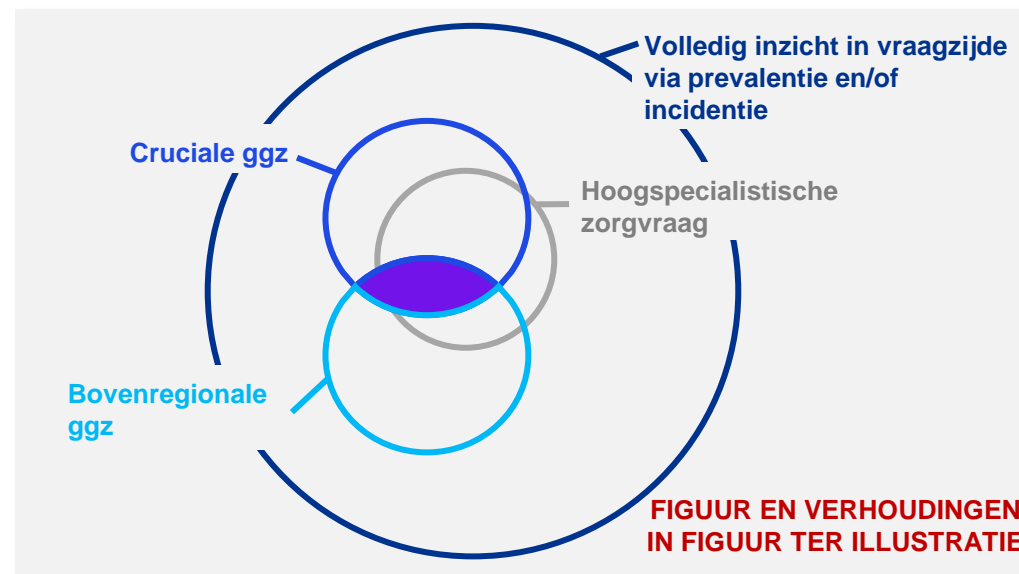 Volledig inzicht in vraagzijde
via prevalentie en/of
incidentie
Cruciale ggz
Hoogspecialistische
zorgvraag
Bovenregionale
ggz
FIGUUR EN VERHOUDINGEN
IN FIGUUR TER ILLUSTRATIE